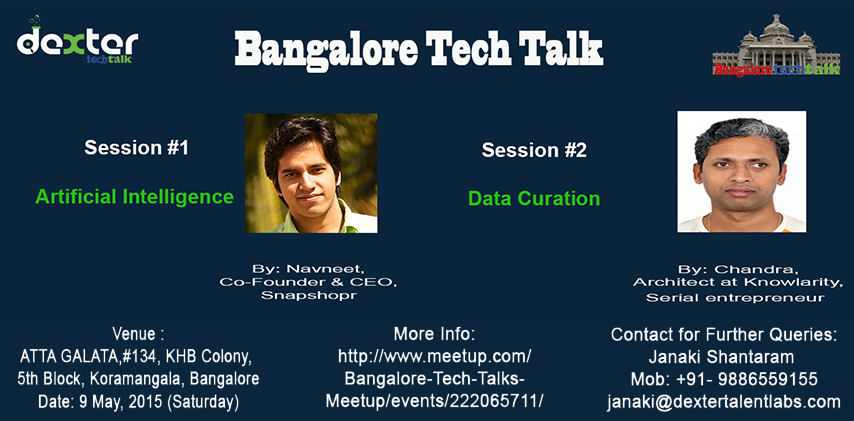 dexter
techtalk
Bangalore Tech Talk
Bangaloretechtalk
Session #1
Artificial Intelligence
By: Navneet,
Co-Founder & CEO,
Snapshopr
Session #2
Data Curation
By: Chandra,
Architect at Knowlarity,
Serial entrepreneur
Venue :
ATTA GALATA,#134, KHB Colony,
5th Block, Koramangala, Bangalore
Date: 9 May, 2015 (Saturday)
More Info:
http://www.meetup.com/
Bangalore-Tech-Talks-
Meetup/events/222065711/
Contact for Further Queries:
Janaki Shantaram
Mob: +91- 9886559155
janaki@dextertalentlabs.com